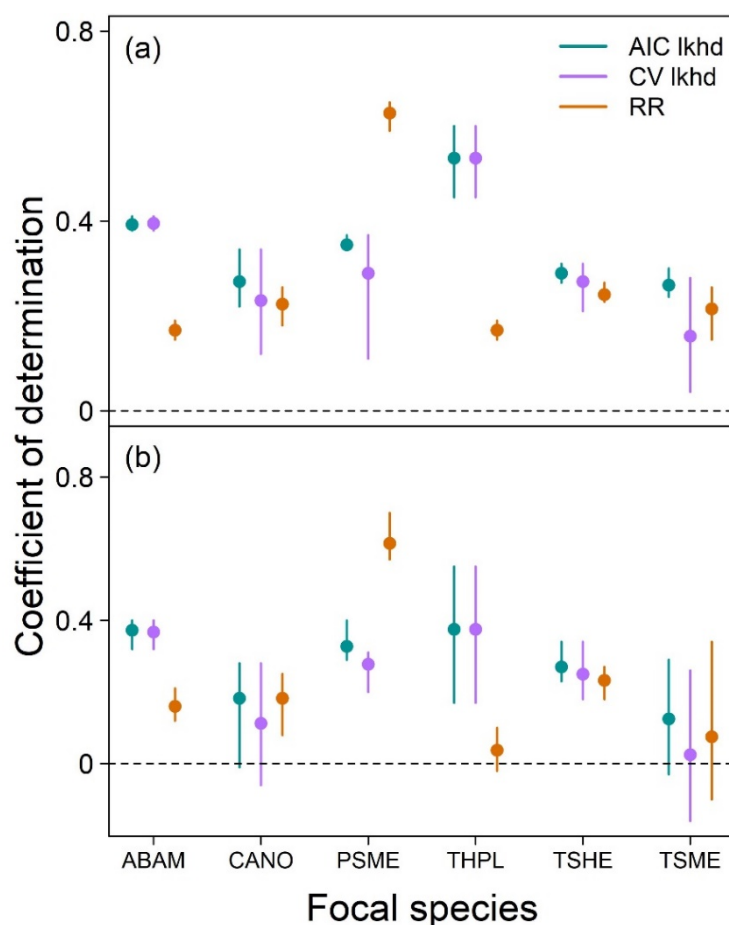 0.8
(a)
AIC lkhd
CV lkhd
RR
0.4
0
Coefficient of determination
(b)
0.8
0.4
0
ABAM CANO PSME THPL TSHE TSME
Focal species